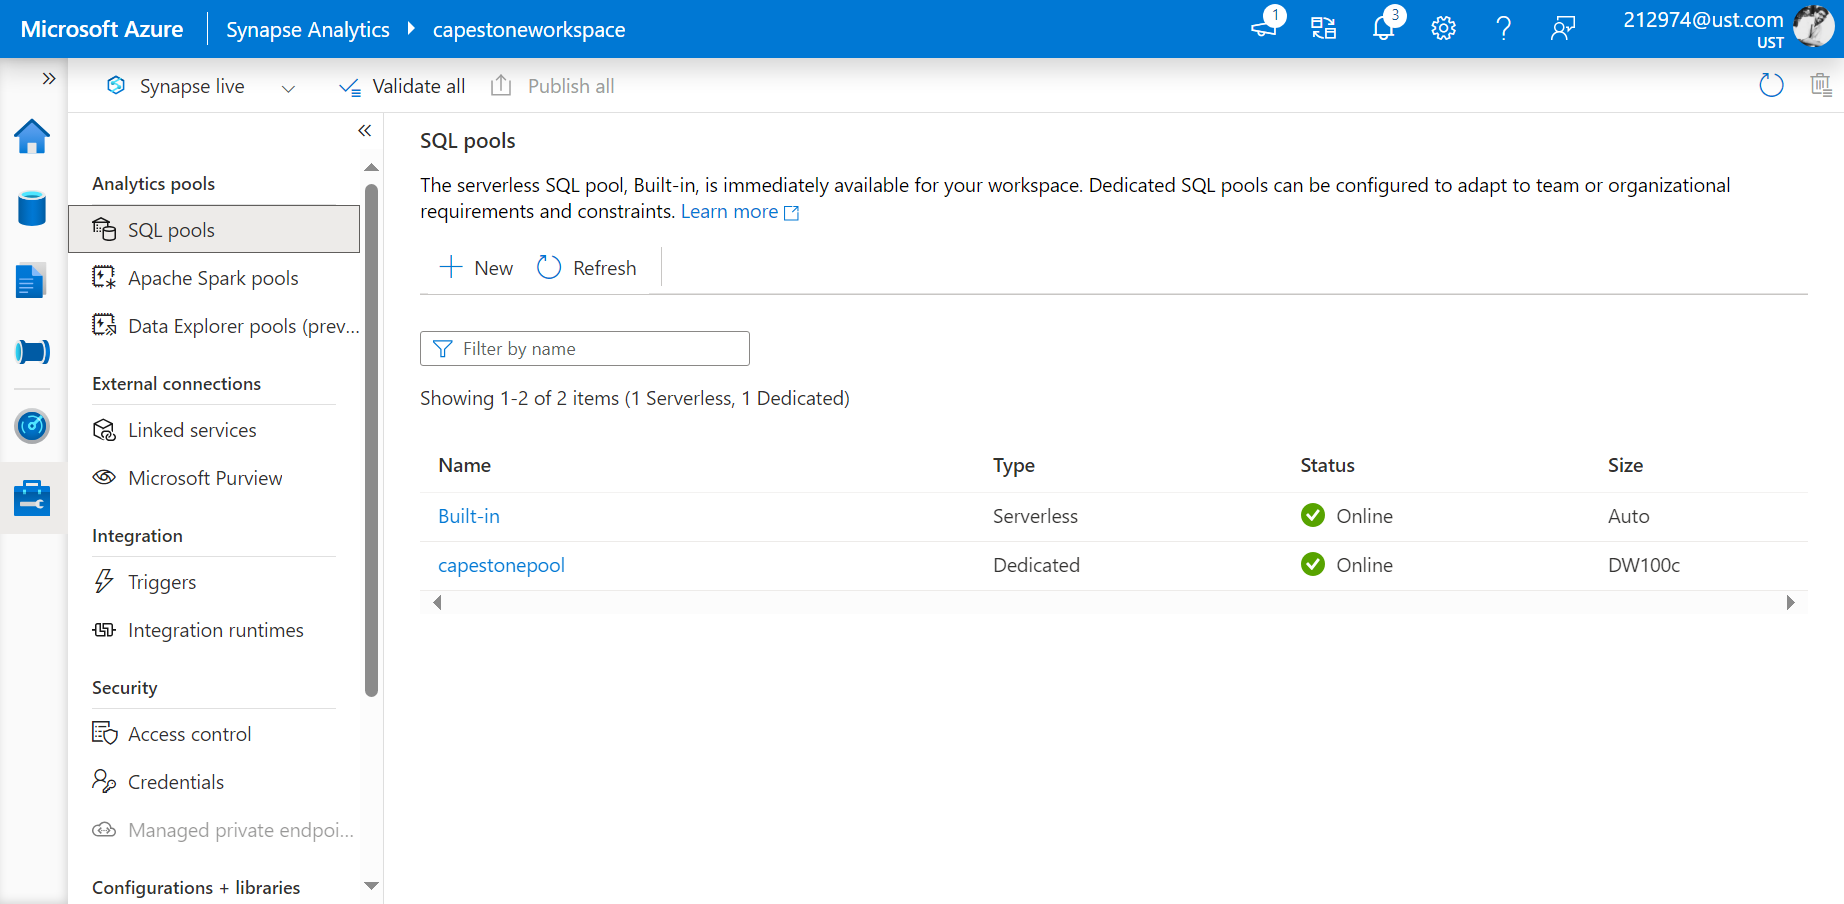 Microsoft Azure
Synapse Analytics
capestoneworkspace
1
3
212974@ust.com
UST
Synapse live
Validate all
Publish all
Analytics pools
SQL pools
Apache Spark pools
Data Explorer pools (prev...
External connections
Linked services
Microsoft Purview
Integration
Triggers
Integration runtimes
Security
Access control
Credentials
Managed private endpoi...
Configurations + libraries
SQL pools
The serverless SQL pool, Built-in, is immediately available for your workspace. Dedicated SQL pools can be configured to adapt to team or organizational
requirements and constraints. Learn more
New
Refresh
Filter by name
Showing 1-2 of 2 items (1 Serverless, 1 Dedicated)
Name Type Status Size
Built-in Serverless Online Auto
capestonepool Dedicated Online DW100c